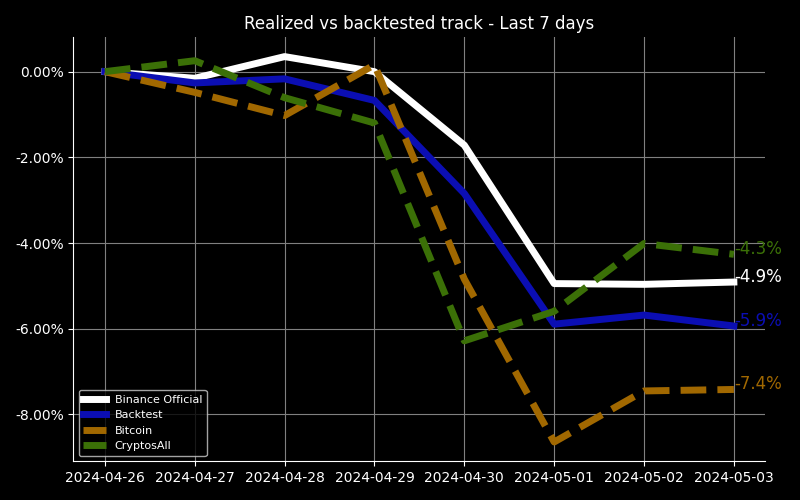 Realized vs backtested track - Last 7 days
0.00%
-2.00%
-4.00%
-6.00%
-8.00%
-4.3%
-4.9%
-5.9%
-7.4%
Binance Official
Backtest
Bitcoin
CryptosAll
2024-04-26 2024-04-27 2024-04-28 2024-04-29 2024-04-30 2024-05-01 2024-05-02 2024-05-03